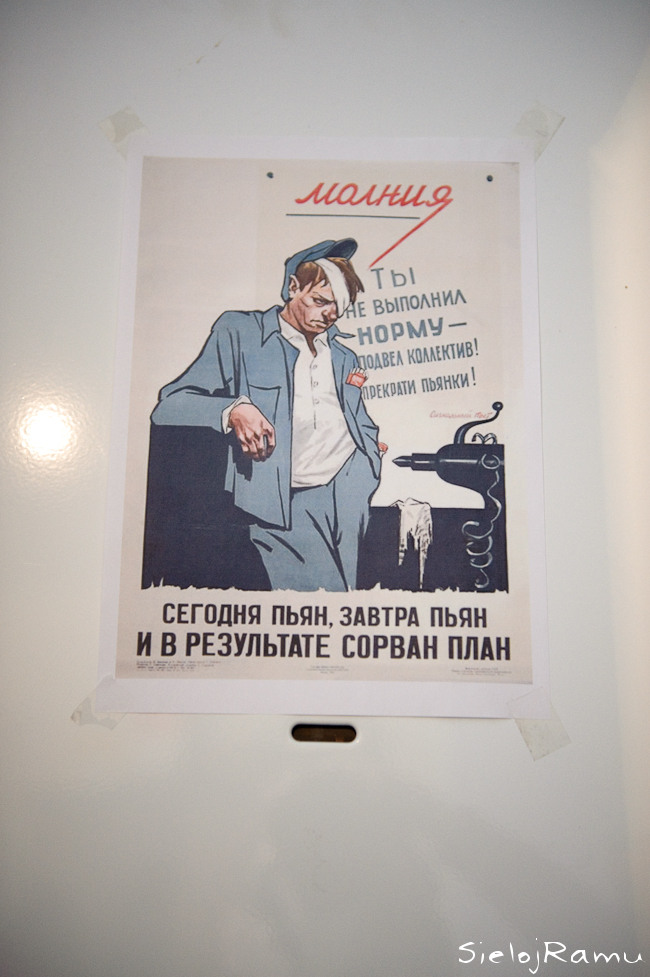 МОЛНИЯ
ТЫ
НЕ ВЫПОЛНИЛ
НОРМУ —
ПОДВЕЛ КОЛЛЕКТИВ!
ПРЕКРАТИ ПЬЯНКИ!
СЕГОДНЯ ПЬЯН, ЗАВТРА ПЬЯН
И В РЕЗУЛЬТАТЕ СОРВАН ПЛАН
SielojRamu